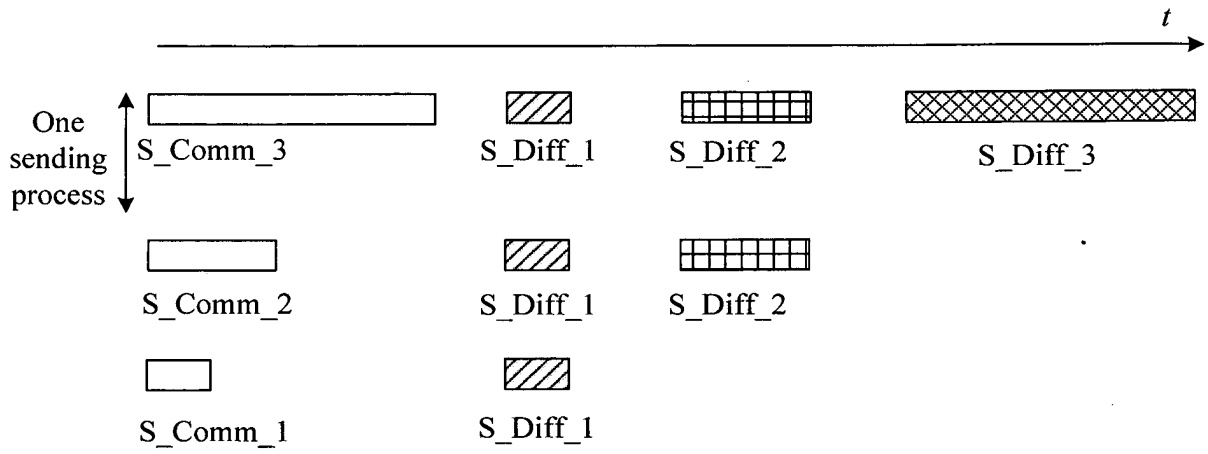 t
One
sending
process
S_Comm_3
S_Diff_1
S_Diff_2
S_Diff_3
S_Comm_2
S_Diff_1
S_Diff_2
S_Comm_1
S_Diff_1